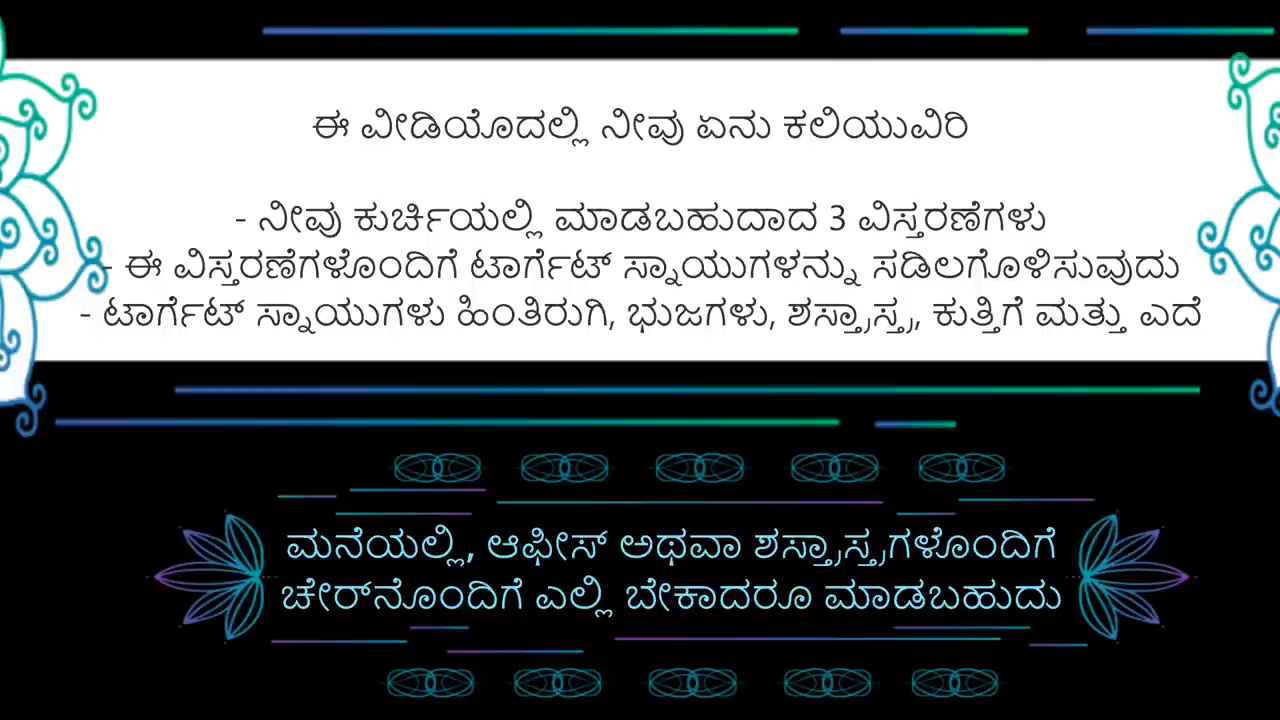 ಈ ವೀಡಿಯೊದಲ್ಲಿ ನೀವು ಏನು ಕಲಿಯುವಿರಿ
- ನೀವು ಕುರ್ಚಿಯಲ್ಲಿ ಮಾಡಬಹುದಾದ 3 ವಿಸ್ತರಣೆಗಳು
- ಈ ವಿಸ್ತರಣೆಗಳೊಂದಿಗೆ ಟಾರ್ಗೆಟ್ ಸ್ನಾಯುಗಳನ್ನು ಸಡಿಲಗೊಳಿಸುವುದು
- ಟಾರ್ಗೆಟ್ ಸ್ನಾಯುಗಳು ಹಿಂತಿರುಗಿ, ಭುಜಗಳು, ಶಸ್ತ್ರಾಸ್ತ್ರ, ಕುತ್ತಿಗೆ ಮತ್ತು ಎದೆ
ಮನೆಯಲ್ಲಿ, ಆಫೀಸ್ ಅಥವಾ ಶಸ್ತ್ರಾಸ್ತ್ರಗಳೊಂದಿಗೆ
ಚೇರ್‌ನೊಂದಿಗೆ ಎಲ್ಲಿ ಬೇಕಾದರೂ ಮಾಡಬಹುದು